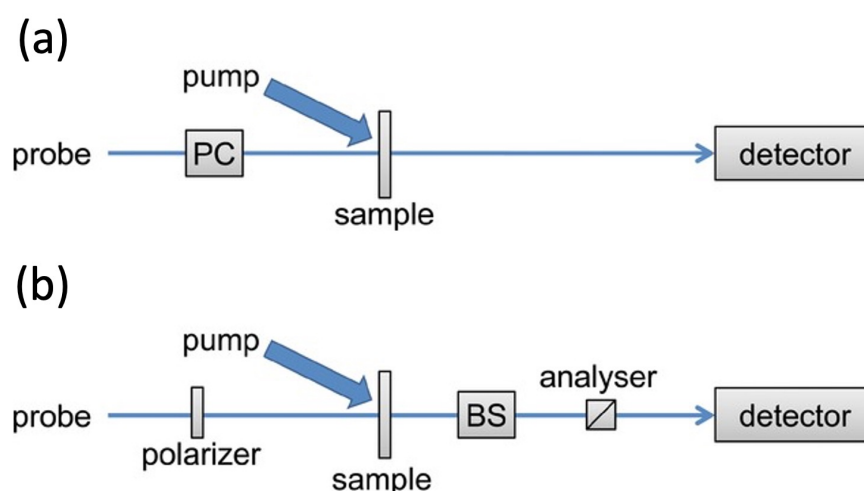 (a)
pump
probe
PC
detector
sample
(b)
pump
analyser
probe
BS
detector
polarizer
sample